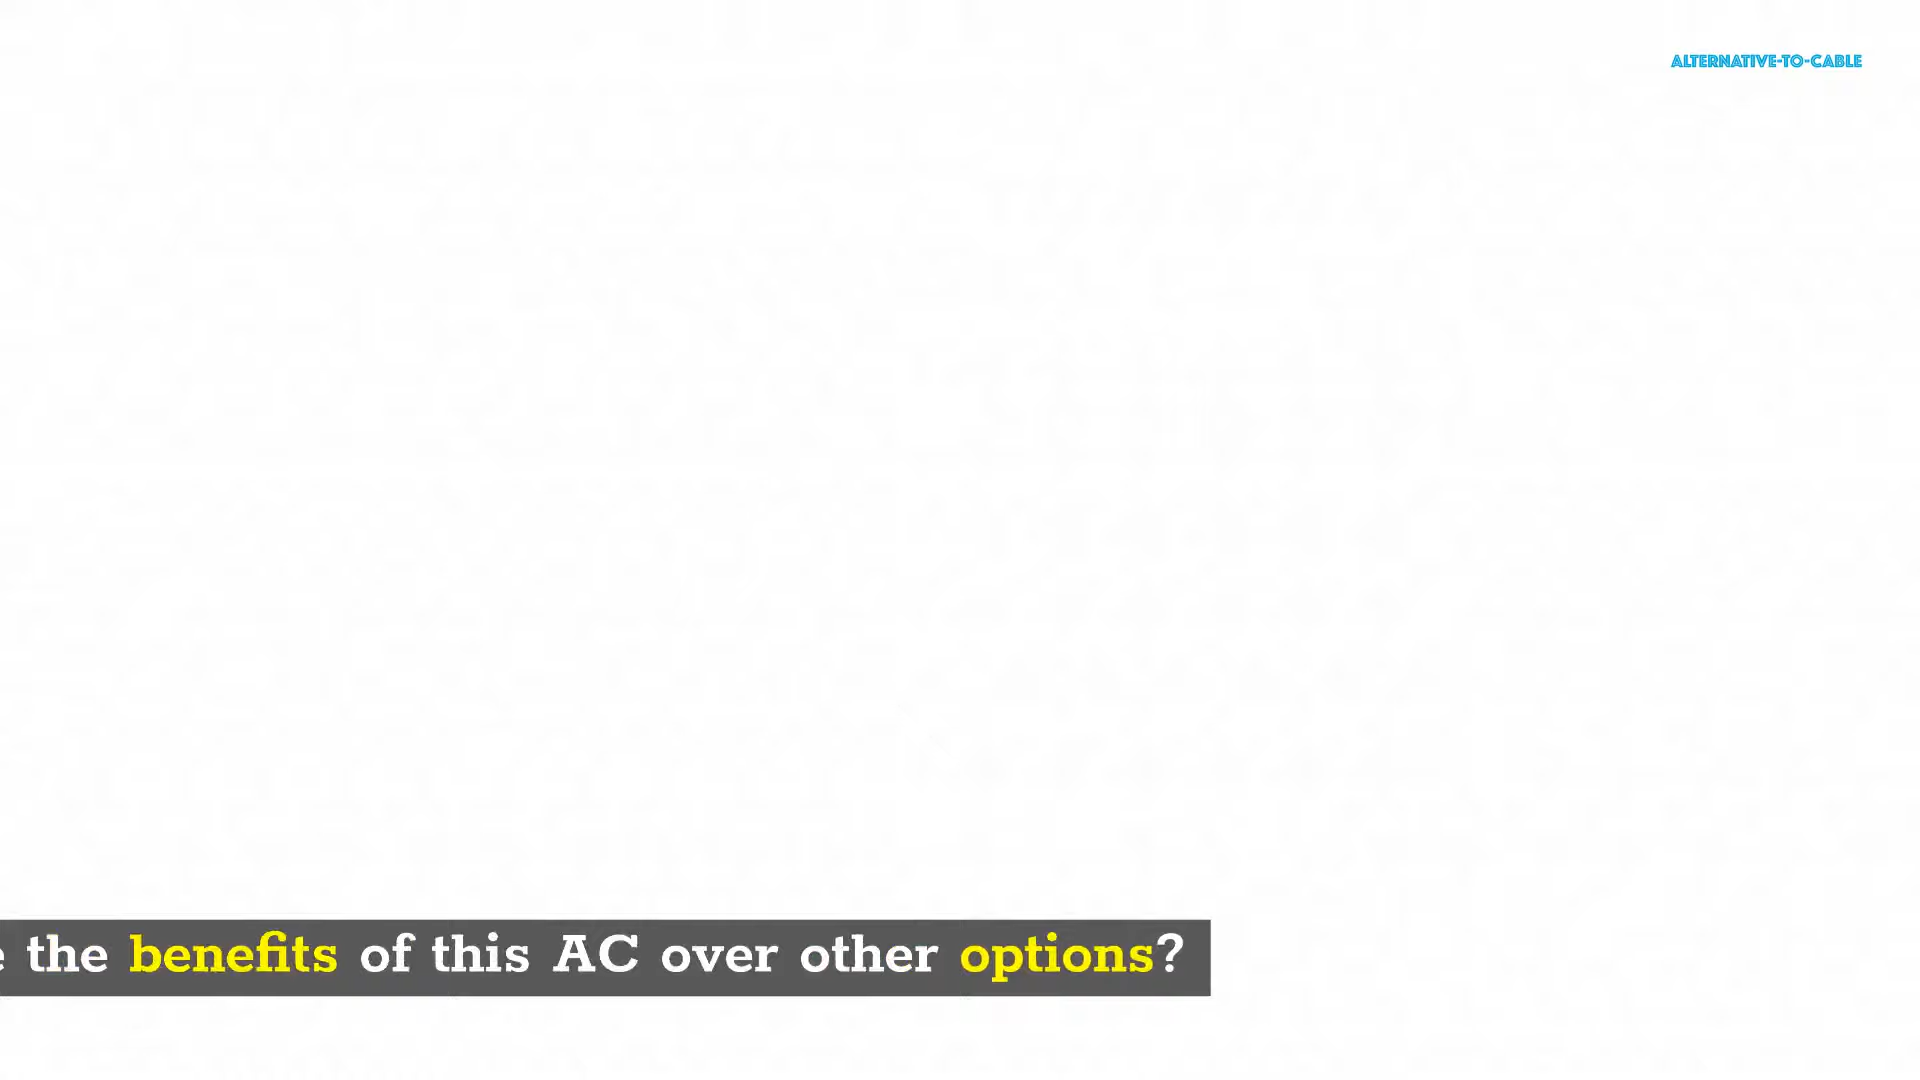 ALTERNATIVE-TO-CABLE
the benefits of this AC over other options?